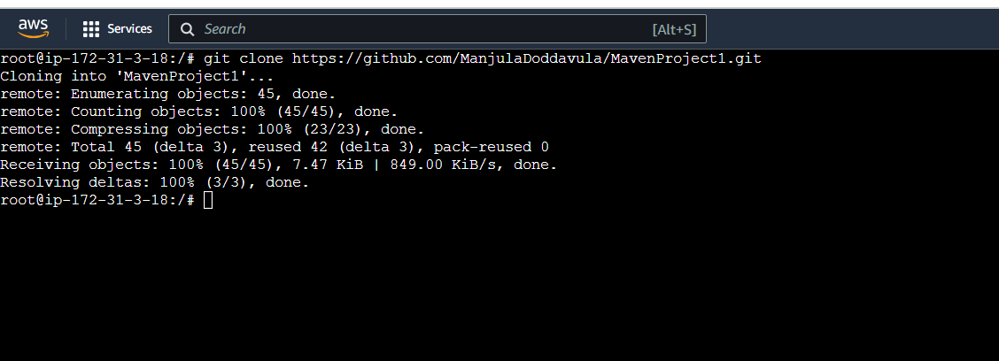 aws
Services
Search
[Alt+S]
root@ip-172-31-3-18:/# git clone https://github.com/ManjulaDoddavula/MavenProject1.git
Cloning into 'MavenProject1'...
remote: Enumerating objects: 45, done.
remote: Counting objects: 100% (45/45), done.
remote: Compressing objects: 100% (23/23), done.
remote: Total 45 (delta 3), reused 42 (delta 3), pack-reused 0
Receiving objects: 100% (45/45), 7.47 KiB | 849.00 KiB/s, done.
Resolving deltas: 100% (3/3), done.
root@ip-172-31-3-18:/#